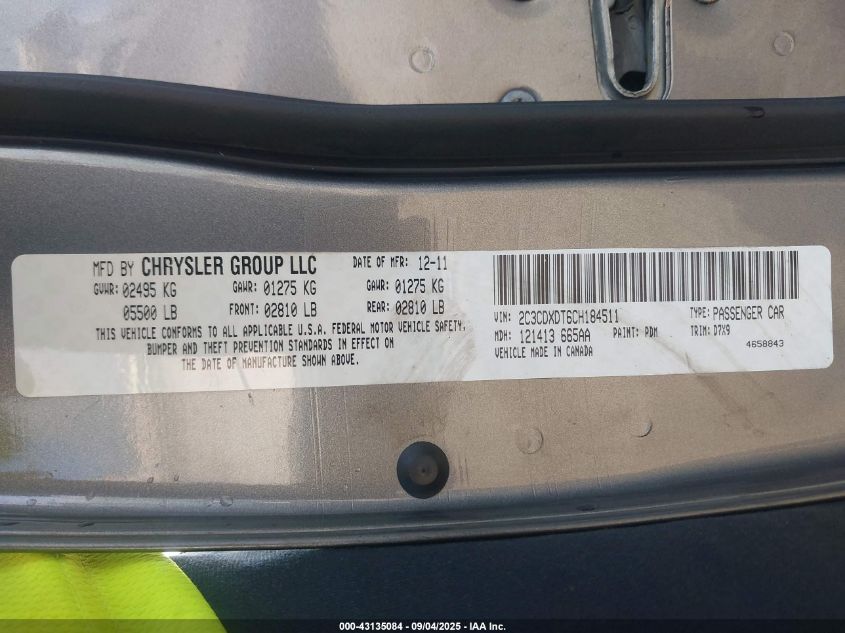 MFD BY CHRYSLER GROUP LLC DATE OF MFR: 12-11
GVWR: 02495 KG GAWR: 01275 KG GAWR: 01275 KG
05500 LB FRONT: 02810 LB REAR: 02810 LB
THIS VEHICLE CONFORMS TO ALL APPLICABLE U.S.A. FEDERAL MOTOR VEHICLE SAFETY,
BUMPER AND THEFT PREVENTION STANDARDS IN EFFECT ON
THE DATE OF MANUFACTURE SHOWN ABOVE.
VIN: 2C3CDXDT6CH184511 TYPE: PASSENGER CAR
MDH: 121413 665AA PAINT: PDM TRIM: D7X9
VEHICLE MADE IN CANADA 4658843
000-43135084 - 09/04/2025 - IAA Inc.